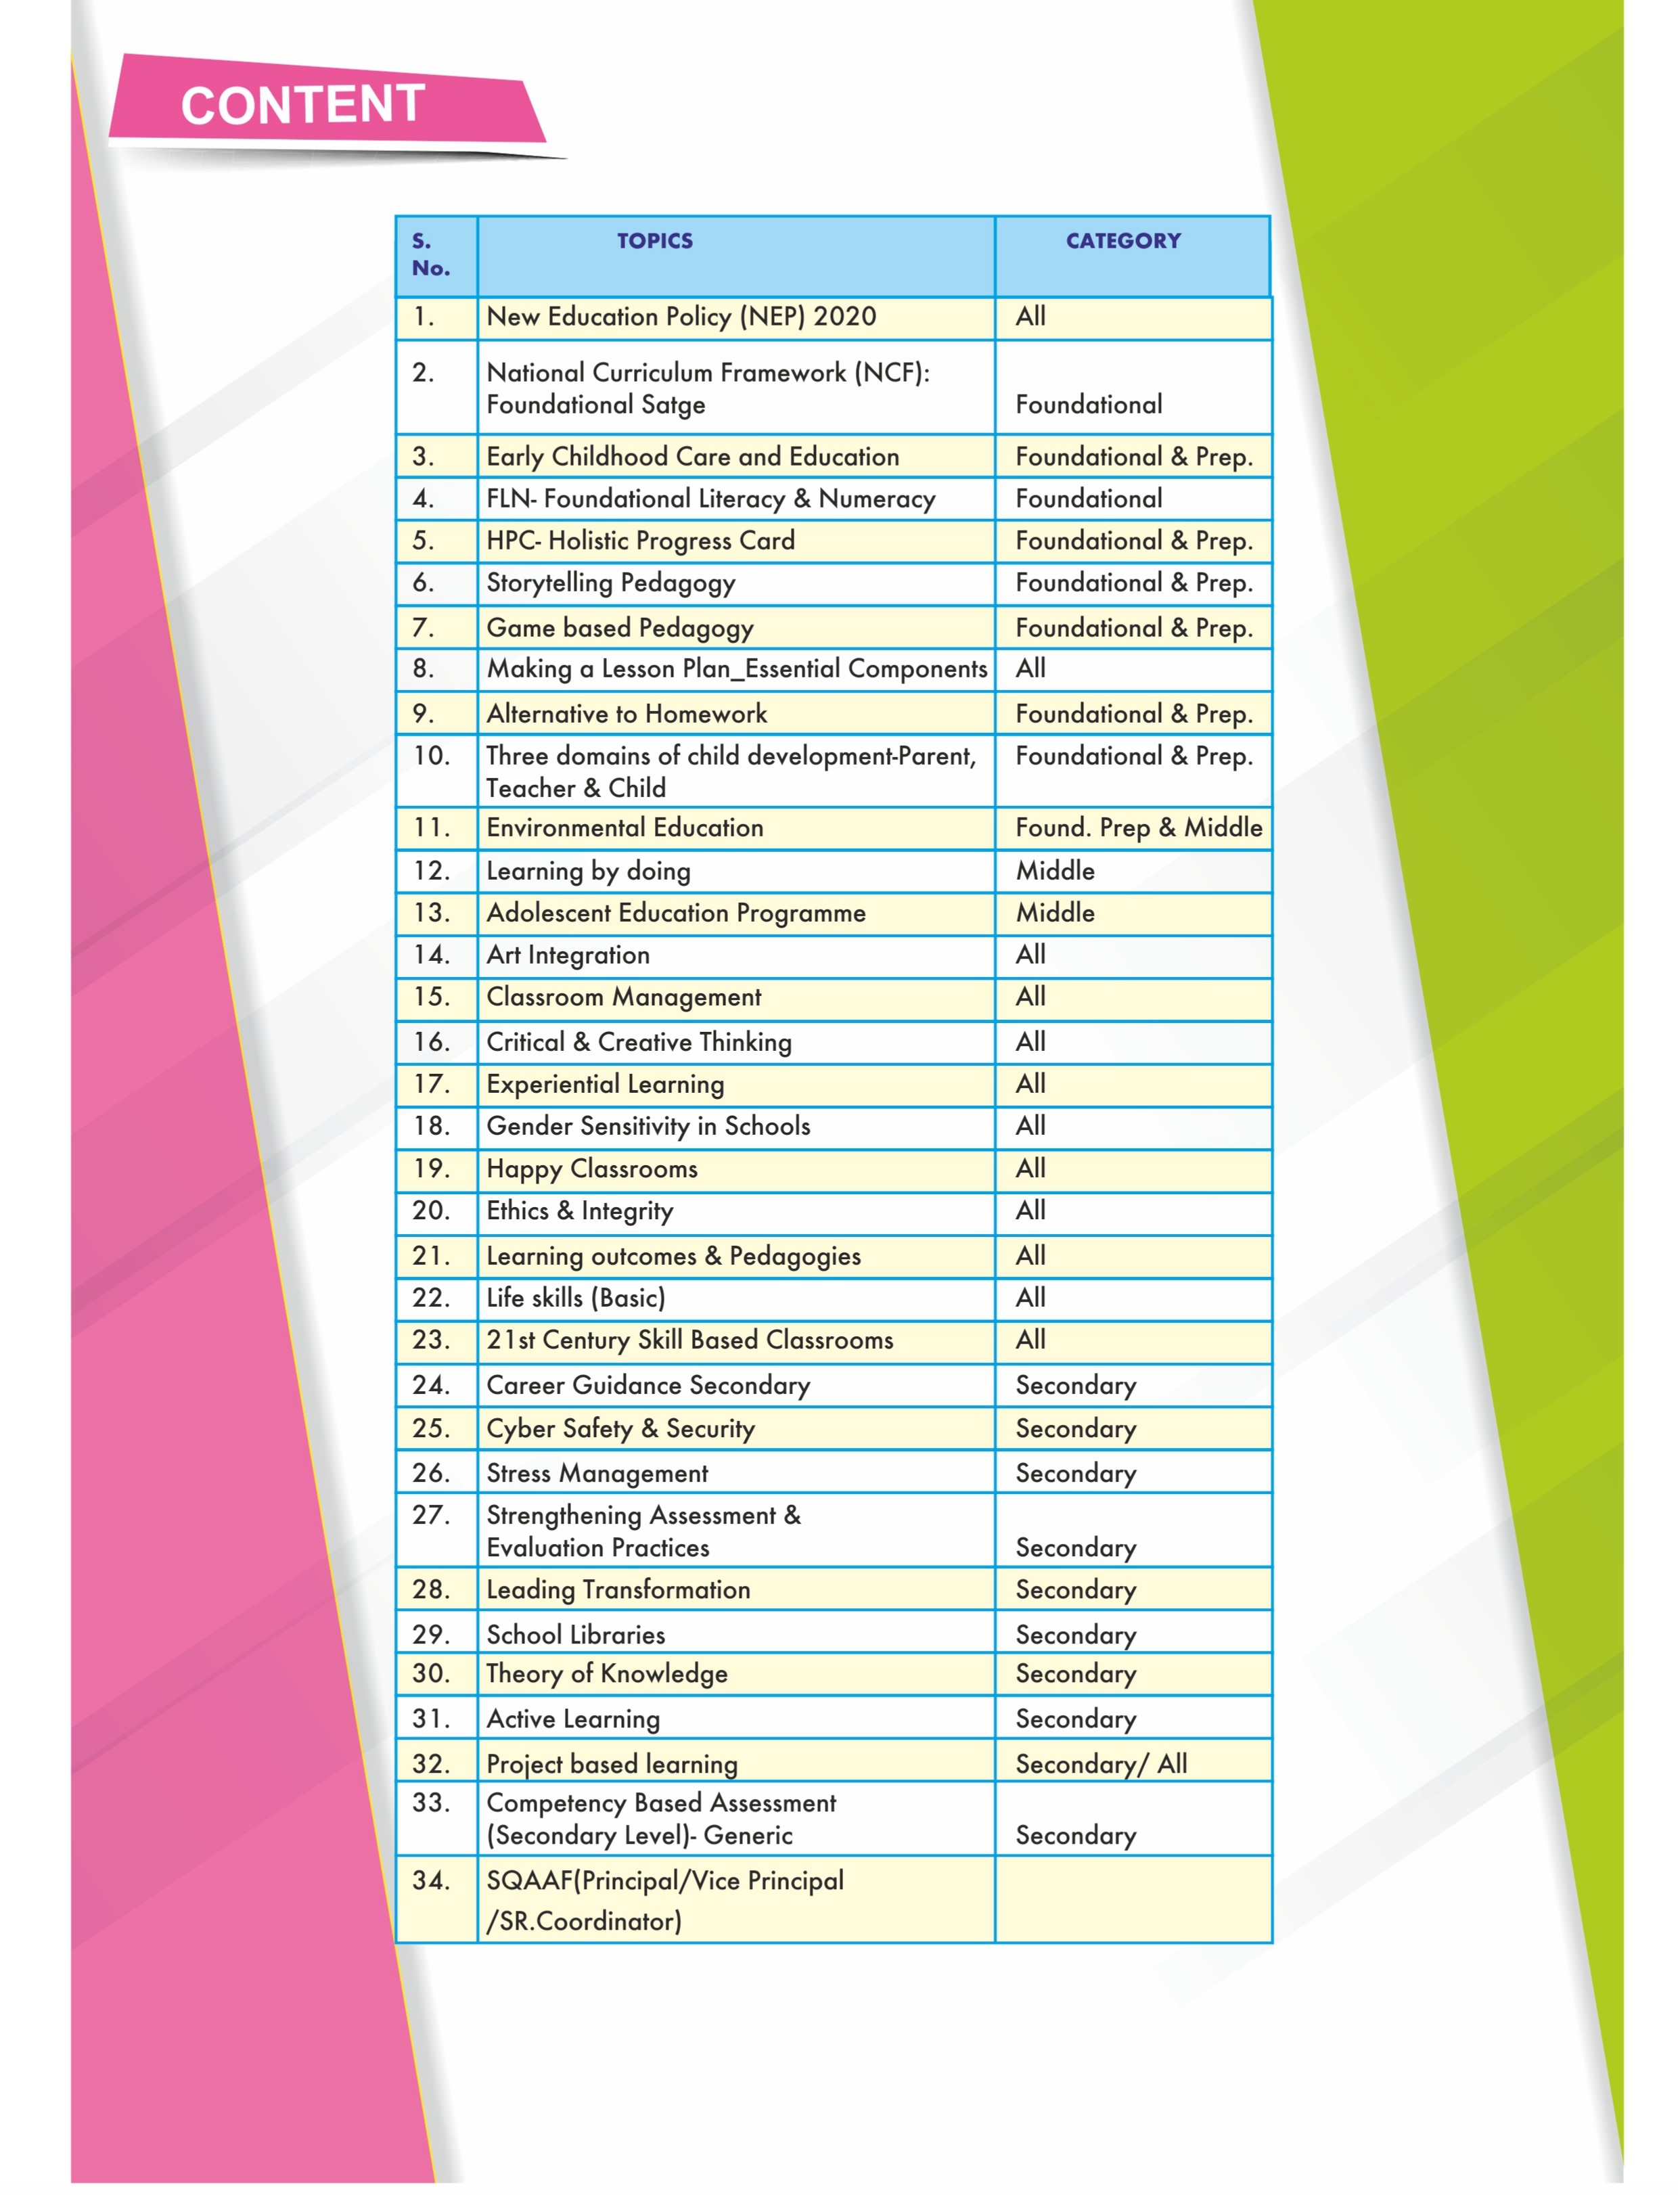 CONTENT
S. No. TOPICS CATEGORY
1. New Education Policy (NEP) 2020 All
2. National Curriculum Framework (NCF):
Foundational Satge Foundational
3. Early Childhood Care and Education Foundational & Prep.
4. FLN- Foundational Literacy & Numeracy Foundational
5. HPC- Holistic Progress Card Foundational & Prep.
6. Storytelling Pedagogy Foundational & Prep.
7. Game based Pedagogy Foundational & Prep.
8. Making a Lesson Plan_Essential Components All
9. Alternative to Homework Foundational & Prep.
10. Three domains of child development-Parent, Foundational & Prep.
Teacher & Child
11. Environmental Education Found. Prep & Middle
12. Learning by doing Middle
13. Adolescent Education Programme Middle
14. Art Integration All
15. Classroom Management All
16. Critical & Creative Thinking All
17. Experiential Learning All
18. Gender Sensitivity in Schools All
19. Happy Classrooms All
20. Ethics & Integrity All
21. Learning outcomes & Pedagogies All
22. Life skills (Basic) All
23. 21st Century Skill Based Classrooms All
24. Career Guidance Secondary Secondary
25. Cyber Safety & Security Secondary
26. Stress Management Secondary
27. Strengthening Assessment &
Evaluation Practices Secondary
28. Leading Transformation Secondary
29. School Libraries Secondary
30. Theory of Knowledge Secondary
31. Active Learning Secondary
32. Project based learning Secondary/ All
33. Competency Based Assessment
(Secondary Level)- Generic Secondary
34. SQAAF(Principal/Vice Principal
/SR.Coordinator)